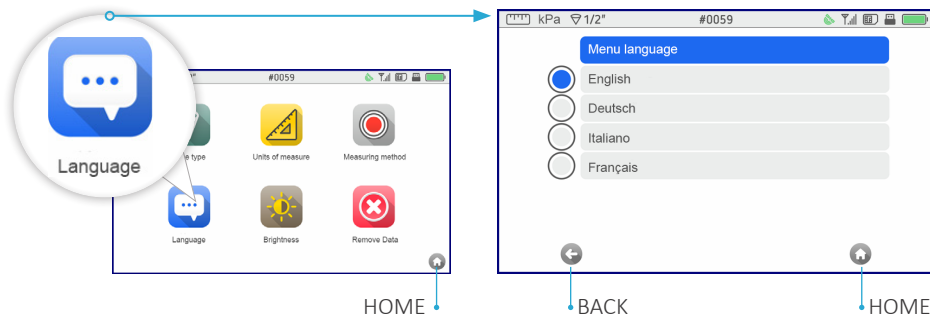 kPa 1/2" #0059
Menu language
English
Deutsch
Italiano
Français
Language
#0059
Units of measure
Measuring method
Language
Brightness
Remove Data
HOME
BACK
HOME